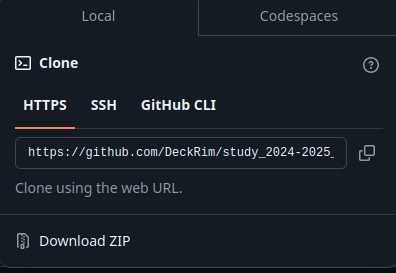 Local Codespaces
Clone
HTTPS SSH GitHub CLI
https://github.com/DeckRim/study_2024-2025_
Clone using the web URL.
Download ZIP